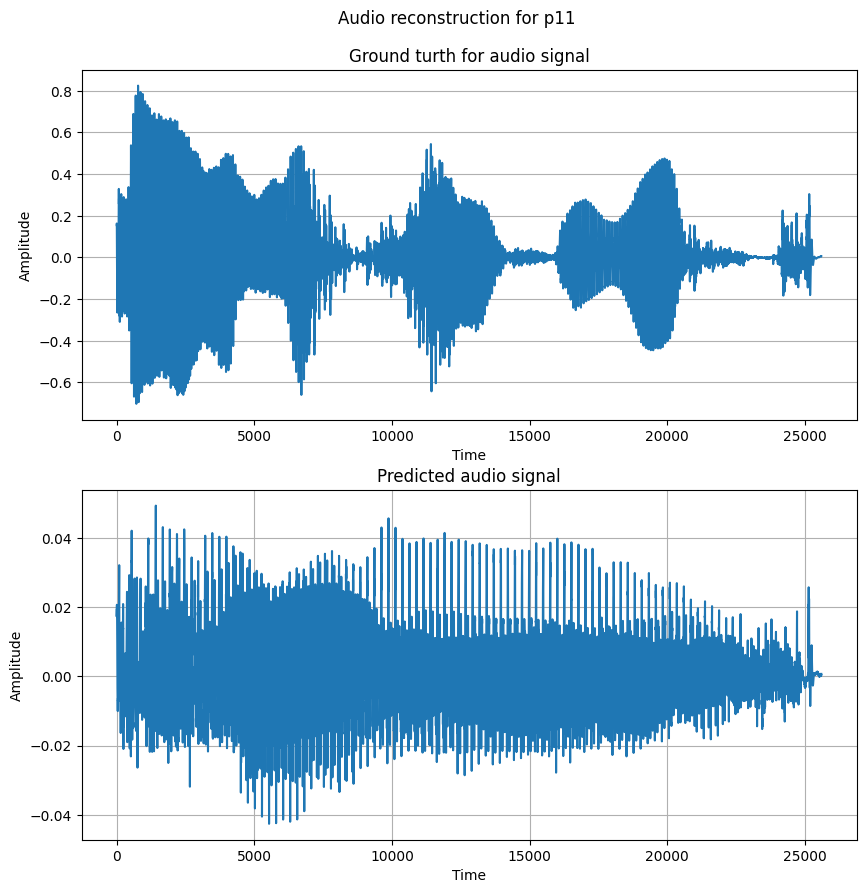 Audio reconstruction for p11
Ground turth for audio signal
0.8
0.6
0.4
0.2
0.0
−0.2
−0.4
−0.6
Amplitude
0 5000 10000 15000 20000 25000
Time
Predicted audio signal
0.04
0.02
0.00
−0.02
−0.04
Amplitude
0 5000 10000 15000 20000 25000
Time